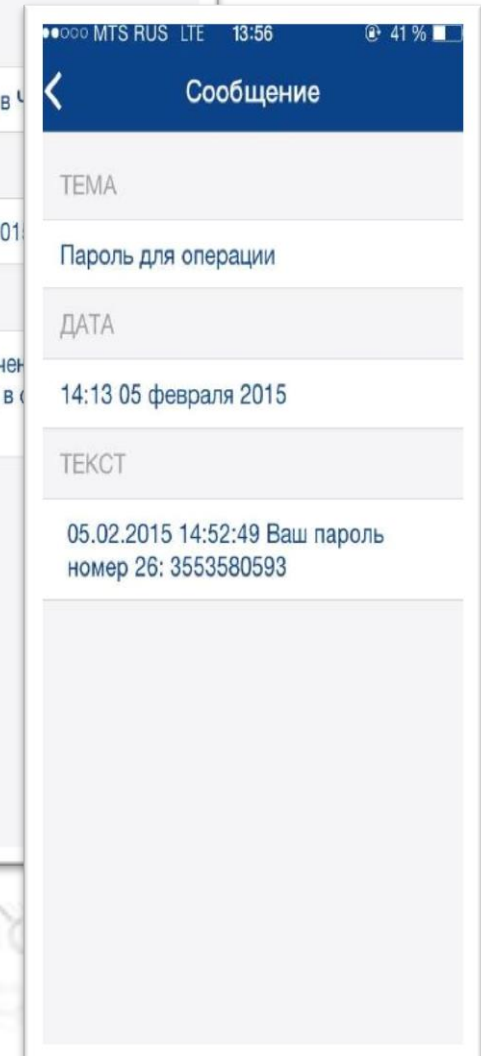 MTS RUS LTE 13:56 41 %
Сообщение
ТЕМА
Пароль для операции
ДАТА
14:13 05 февраля 2015
ТЕКСТ
05.02.2015 14:52:49 Ваш пароль
номер 26: 3553580593